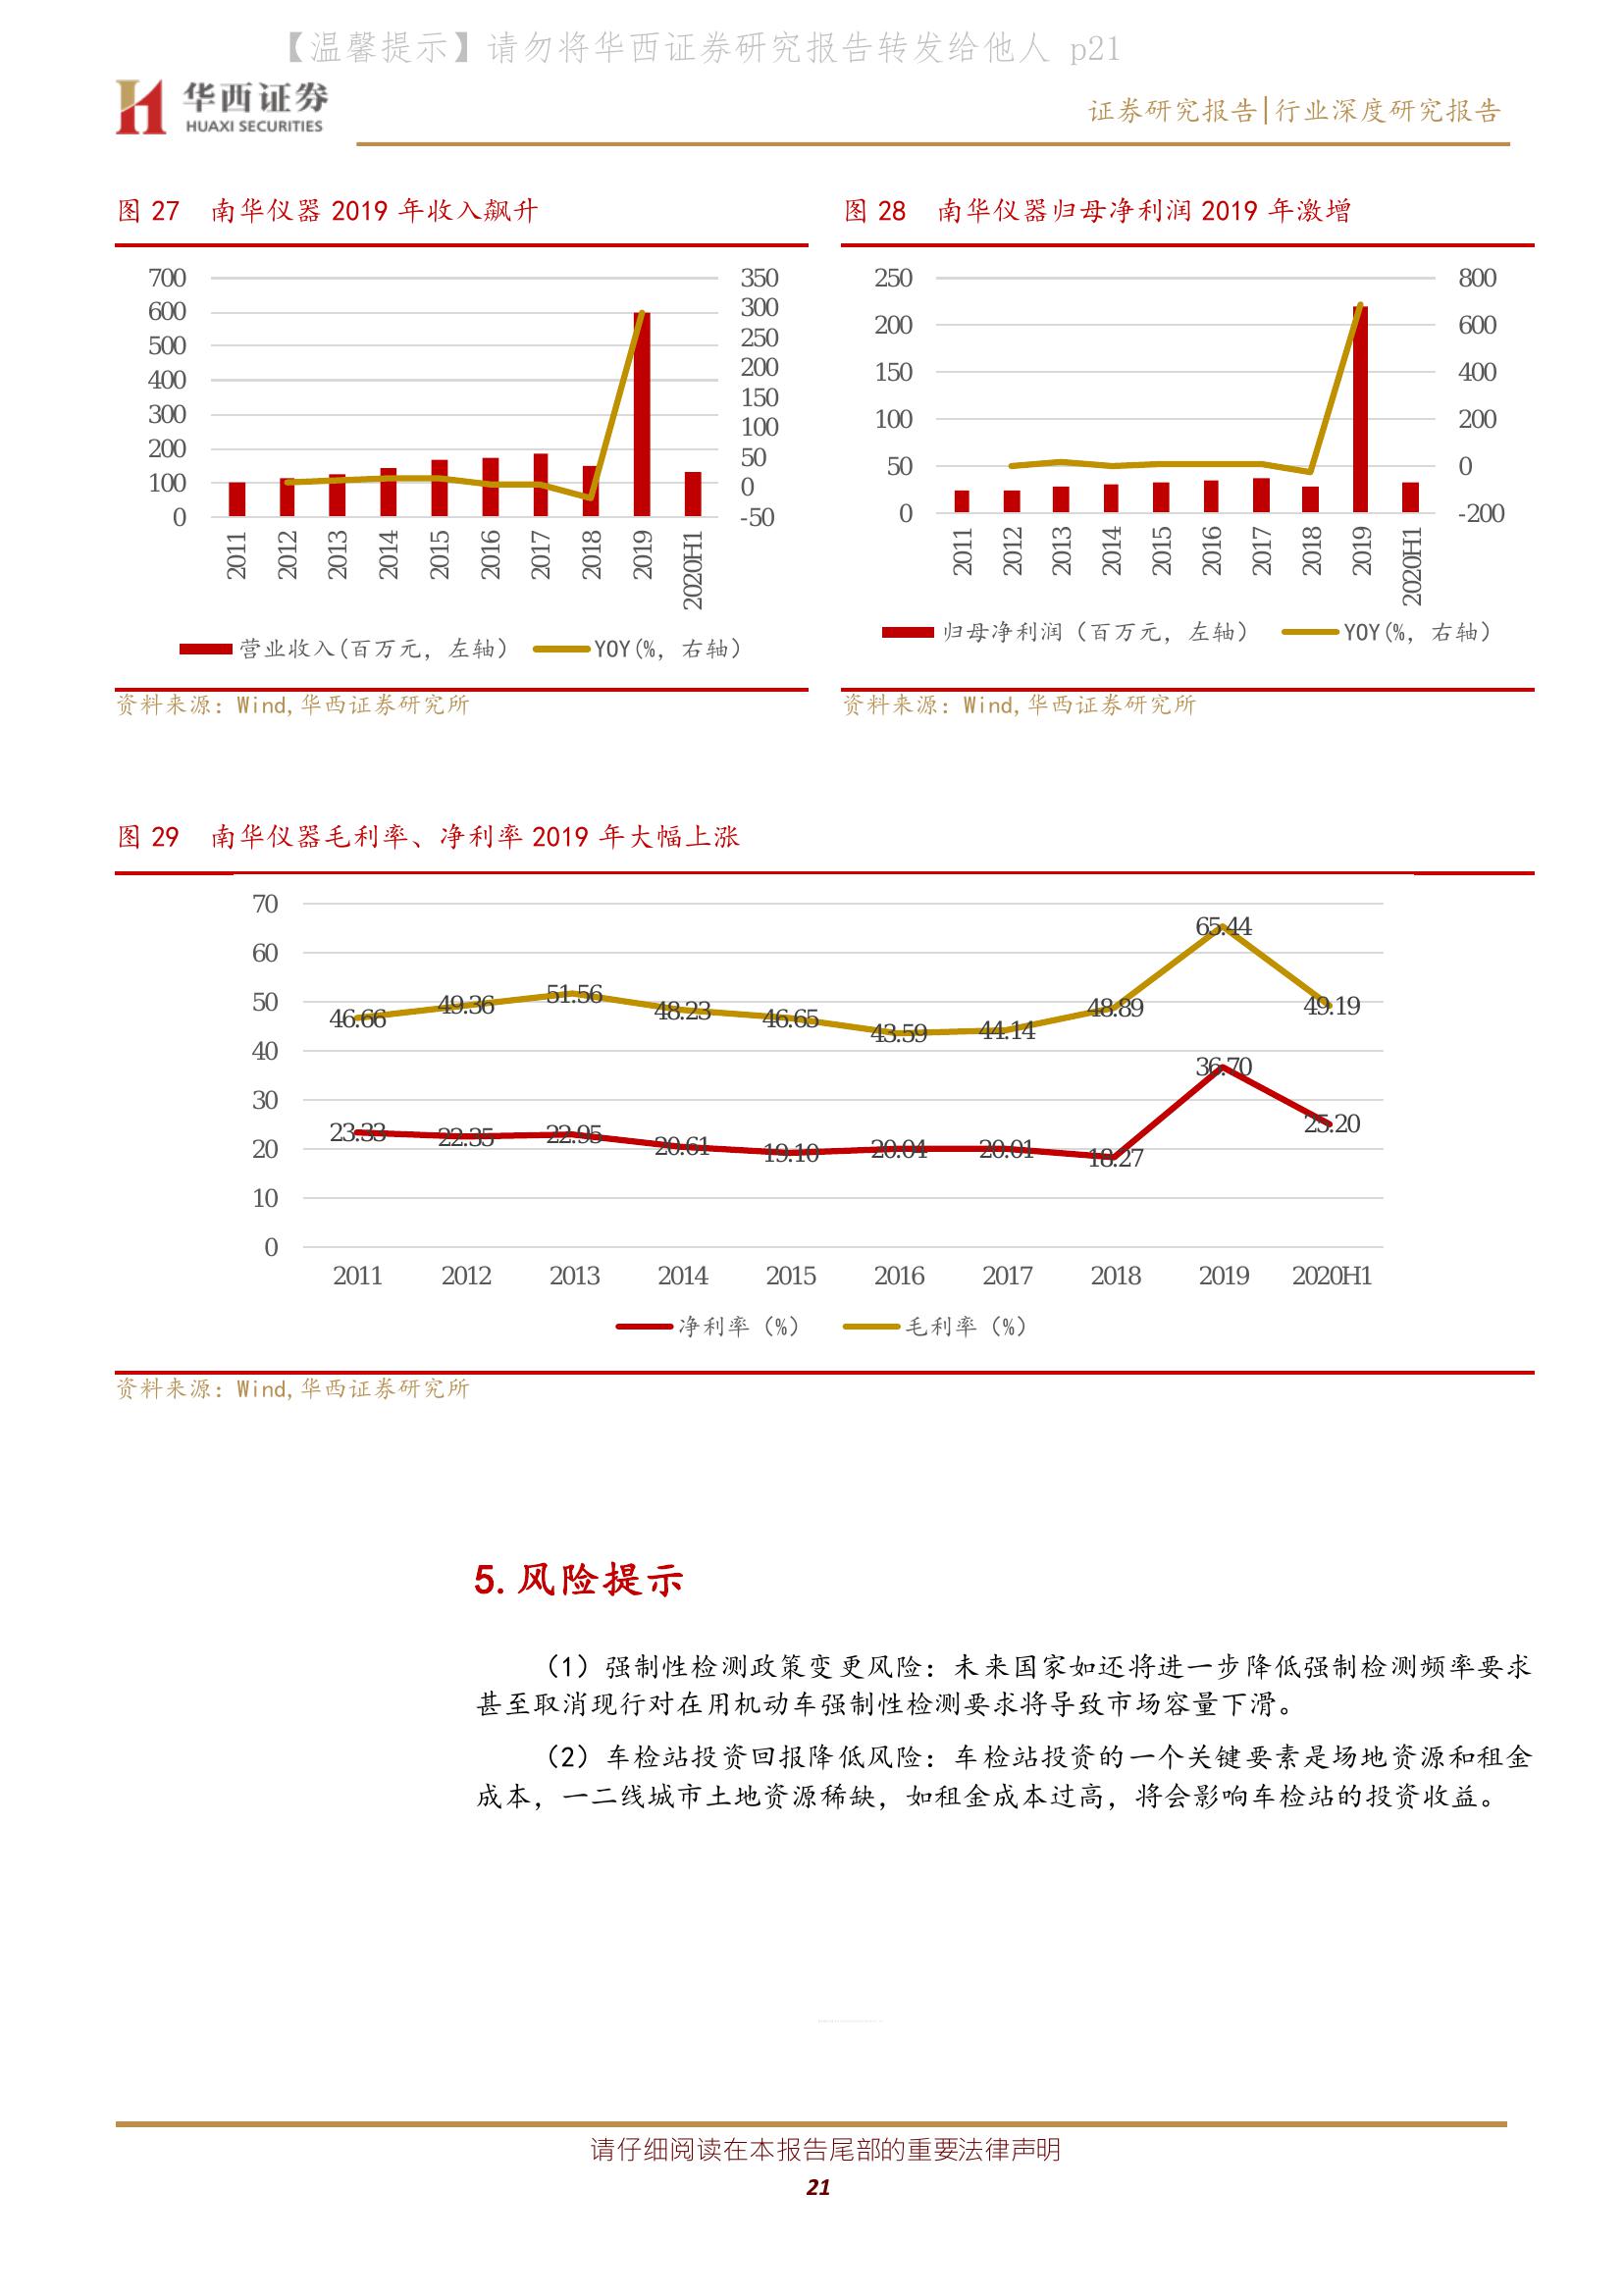 【温馨提示】请勿将华西证券研究报告转发给他人 p21
华西证券
HUAXI SECURITIES
证券研究报告|行业深度研究报告
图 27 南华仪器 2019 年收入飙升
700
600
500
400
300
200
100
0
350
300
250
200
150
100
50
0
-50
2011 2012 2013 2014 2015 2016 2017 2018 2019 2020H1
营业收入(百万元，左轴) YOY(%，右轴)
资料来源：Wind,华西证券研究所
图 28 南华仪器归母净利润 2019 年激增
250
200
150
100
50
0
800
600
400
200
0
-200
2011 2012 2013 2014 2015 2016 2017 2018 2019 2020H1
归母净利润（百万元，左轴） YOY(%，右轴)
资料来源：Wind,华西证券研究所
图 29 南华仪器毛利率、净利率 2019 年大幅上涨
70
60
50
40
30
20
10
0
46.66 49.36 51.56 48.23 46.65 43.59 44.14 48.89 65.44 49.19
23.33 22.35 22.95 20.61 19.10 20.04 20.01 18.27 36.70 25.20
2011 2012 2013 2014 2015 2016 2017 2018 2019 2020H1
净利率（%） 毛利率（%）
资料来源：Wind,华西证券研究所
5.风险提示
（1）强制性检测政策变更风险：未来国家如还将进一步降低强制检测频率要求
甚至取消现行对在用机动车强制性检测要求将导致市场容量下滑。
（2）车检站投资回报降低风险：车检站投资的一个关键要素是场地资源和租金
成本，一二线城市土地资源稀缺，如租金成本过高，将会影响车检站的投资收益。
请仔细阅读在本报告尾部的重要法律声明
21